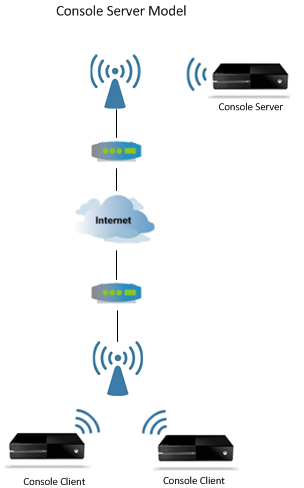 Console Server Model
Console Server
Internet
Console Client
Console Client